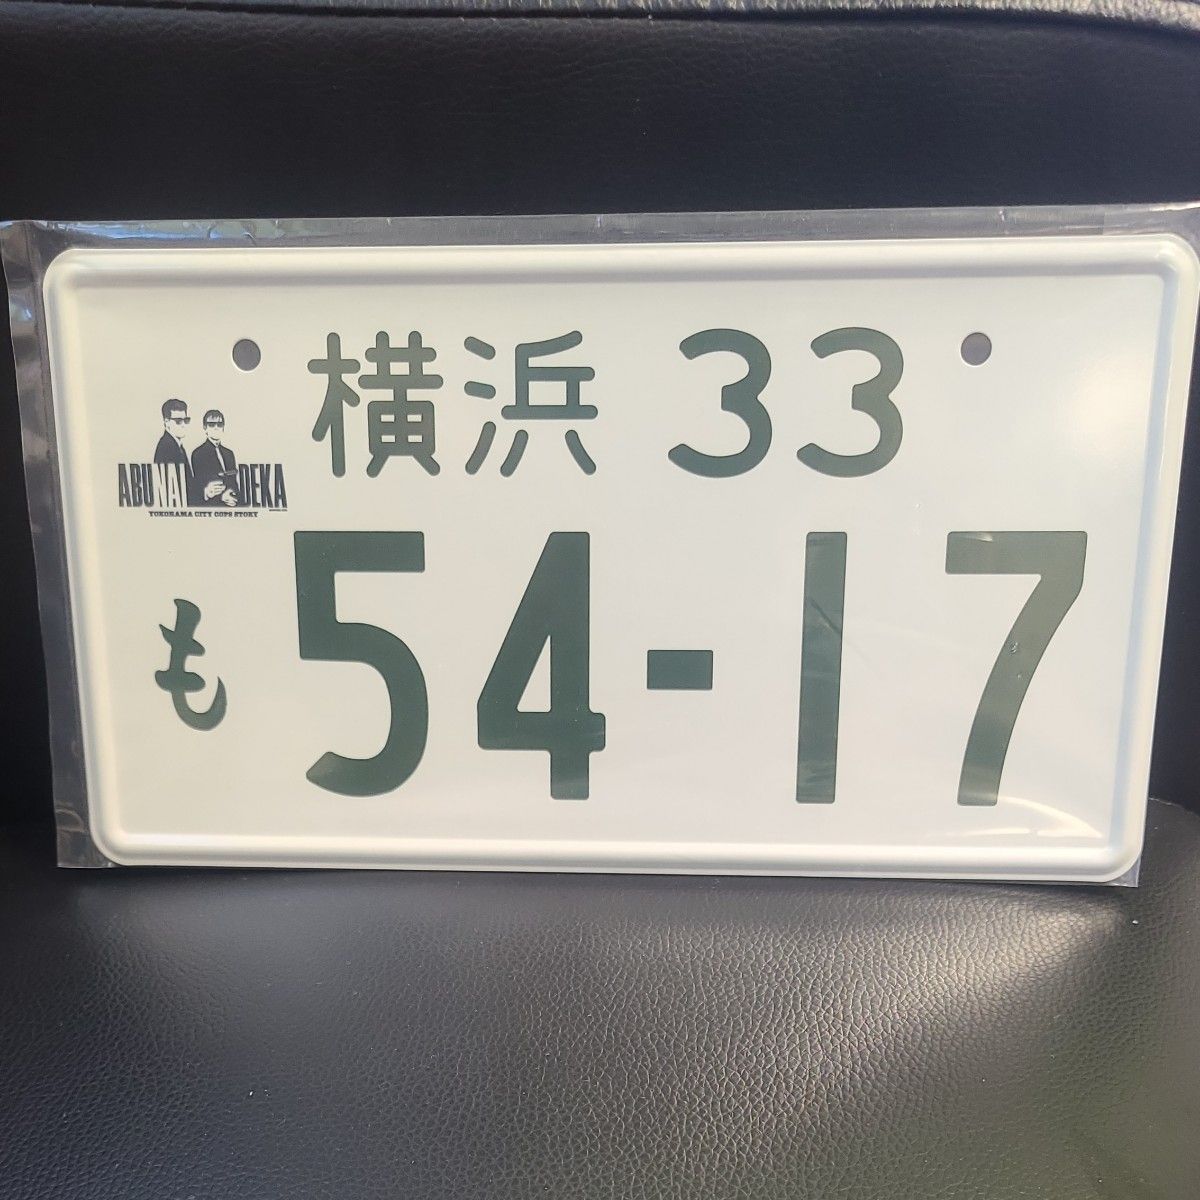 横浜 33
ABUNAI DEKA
YOKOHAMA CITY COPS STORY
も 54-17